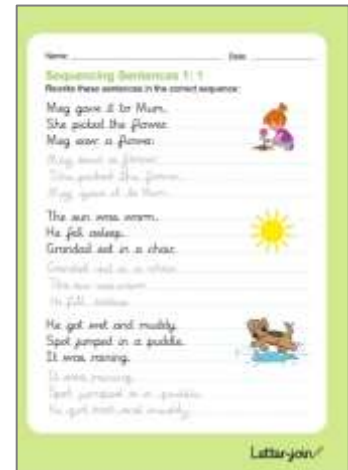 Name Date
Sequencing Sentences 1: 1
Rewrite these sentences in the correct sequence:
Meg gave it to Mum.
She picked the flower.
Meg saw a flower.
Meg saw a flower.
She picked the flower.
Meg gave it to Mum.
The sun was warm.
He fell asleep.
Grandad sat in a chair.
Grandad sat in a chair.
The sun was warm.
He fell asleep.
He got wet and muddy.
Spot jumped in a puddle.
It was raining.
It was raining.
Spot jumped in a puddle.
He got wet and muddy.
Letter-join